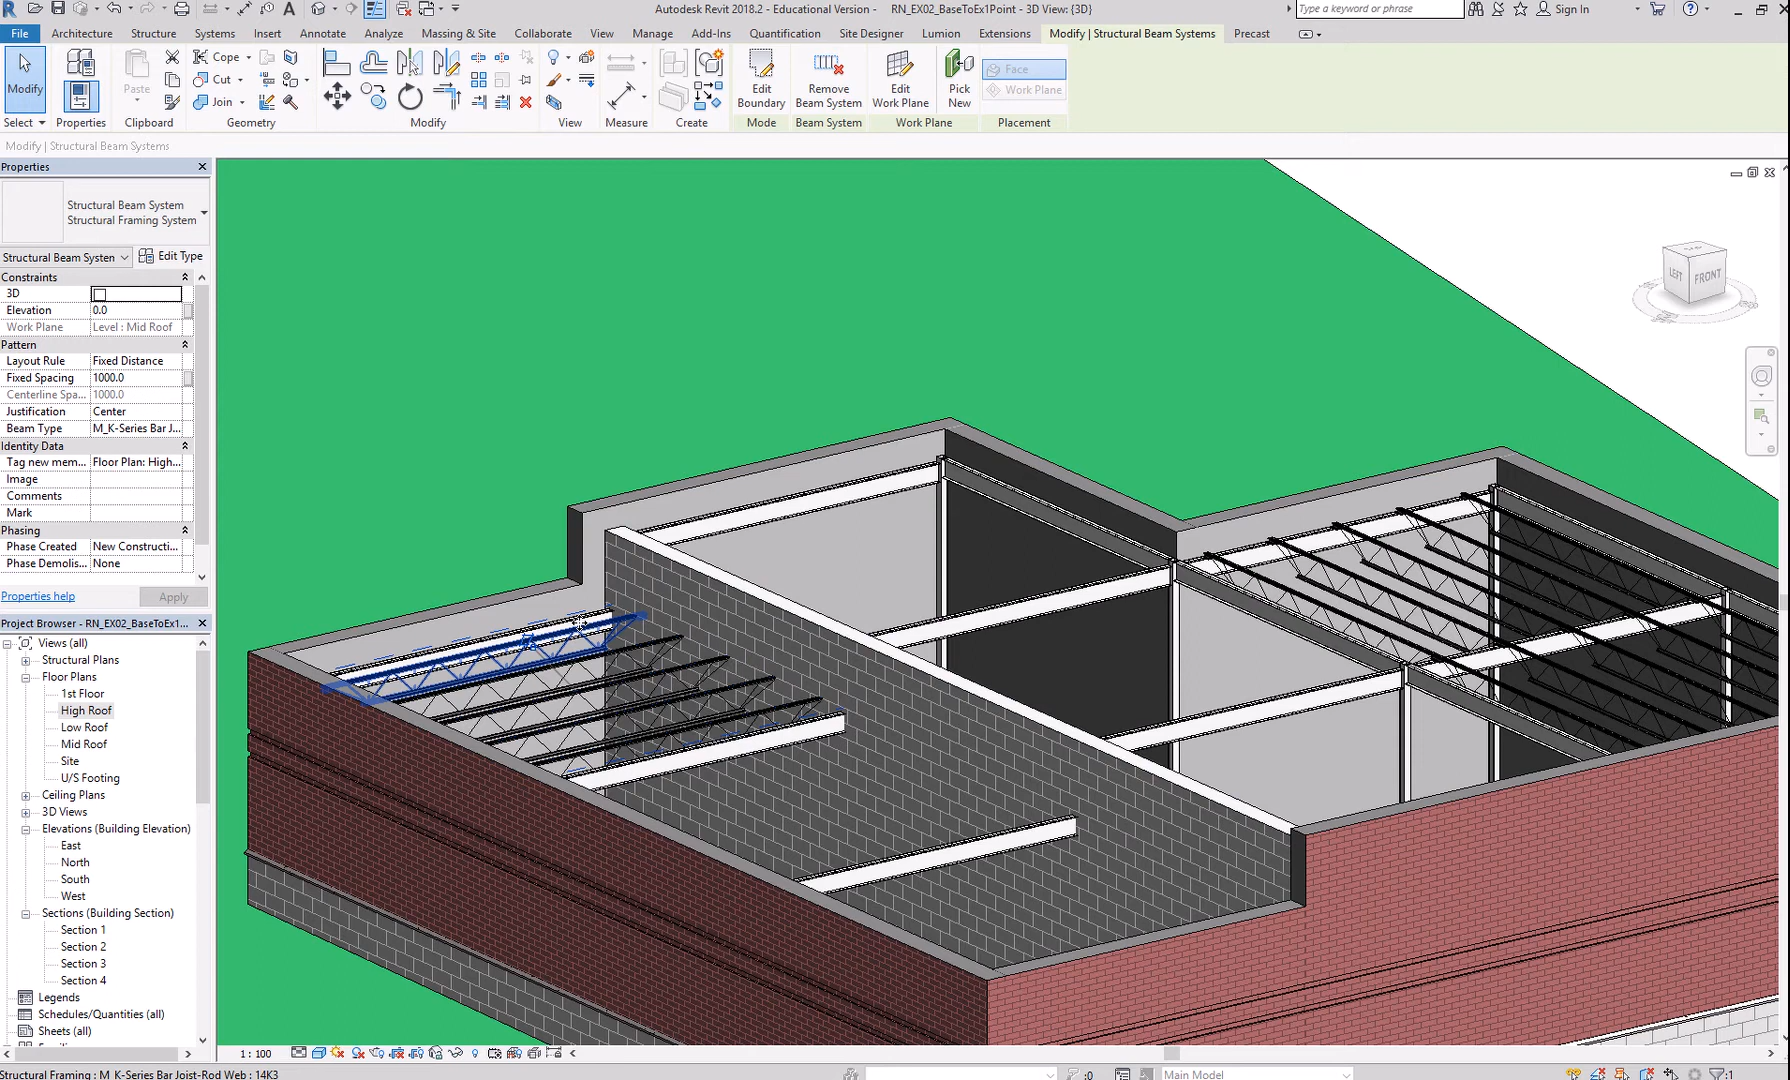 Autodesk Revit 2018.2 - Educational Version - RN_EX02_BaseToEx1Point - 3D View: {3D}
Type a keyword or phrase
Sign In
File Architecture Structure Systems Insert Annotate Analyze Massing & Site Collaborate View Manage Add-Ins Quantification Site Designer Lumion Extensions Modify | Structural Beam Systems Precast
Modify
Paste
Cope
Cut
Join
Edit Boundary
Remove Beam System
Edit Work Plane
Pick New
Face
Work Plane
Select Properties Clipboard Geometry Modify View Measure Create Mode Beam System Work Plane Placement
Modify | Structural Beam Systems
Properties
Structural Beam System
Structural Framing System
Structural Beam Systen Edit Type
Constraints
3D
Elevation 0.0
Work Plane Level : Mid Roof
Pattern
Layout Rule Fixed Distance
Fixed Spacing 1000.0
Centerline Spa... 1000.0
Justification Center
Beam Type M_K-Series Bar J...
Identity Data
Tag new mem... Floor Plan: High...
Image
Comments
Mark
Phasing
Phase Created New Constructi...
Phase Demolis... None
Properties help Apply
Project Browser - RN_EX02_BaseToEx1...
Views (all)
Structural Plans
Floor Plans
1st Floor
High Roof
Low Roof
Mid Roof
Site
U/S Footing
Ceiling Plans
3D Views
Elevations (Building Elevation)
East
North
South
West
Sections (Building Section)
Section 1
Section 2
Section 3
Section 4
Legends
Schedules/Quantities (all)
Sheets (all)
LEFT FRONT
1 : 100
Structural Framing : M_K-Series Bar Joist-Rod Web : 14K3
:0
Main Model
:1